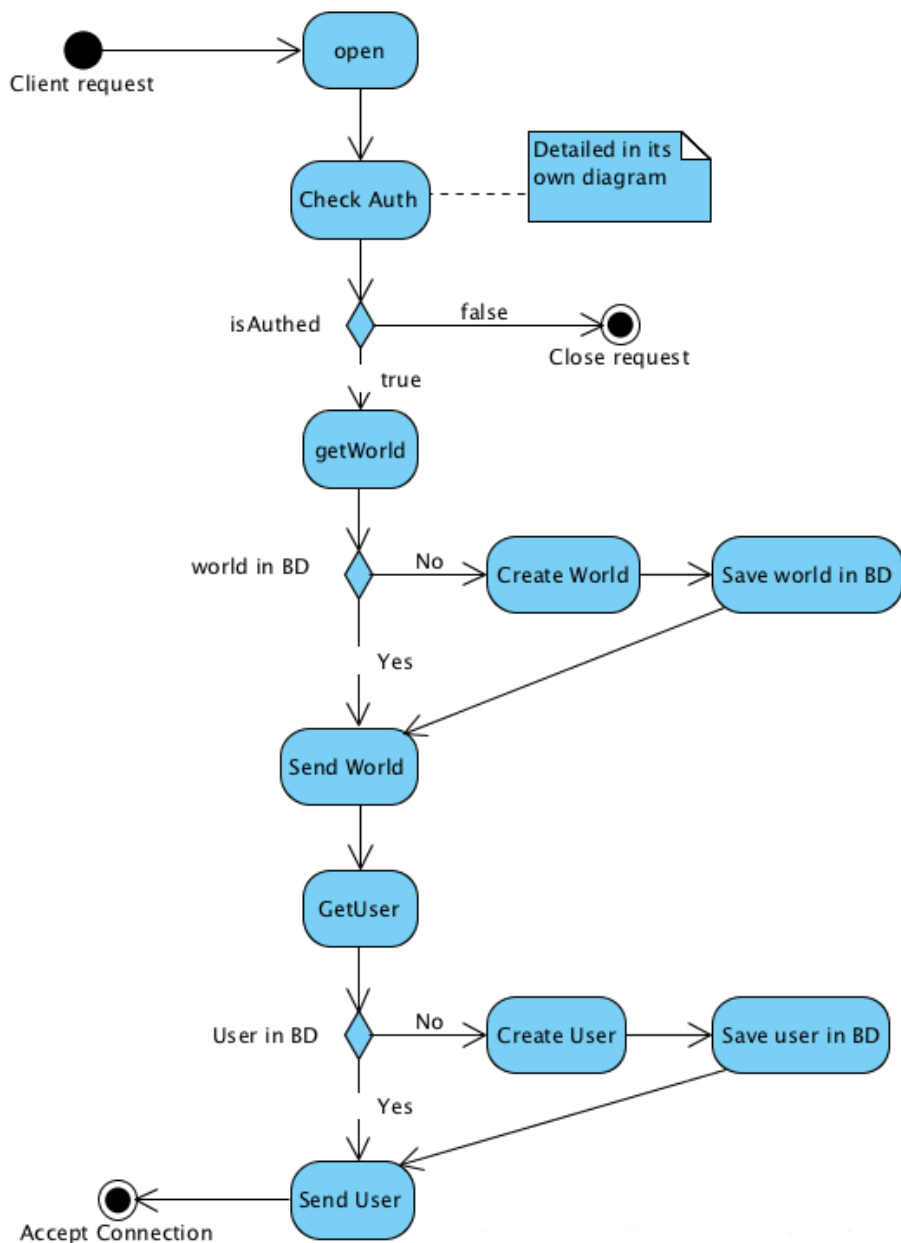 open
Client request
Detailed in its
own diagram
Check Auth
isAuthed
false
Close request
true
getWorld
world in BD
No
Create World
Save world in BD
Yes
Send World
GetUser
User in BD
No
Create User
Save user in BD
Yes
Send User
Accept Connection